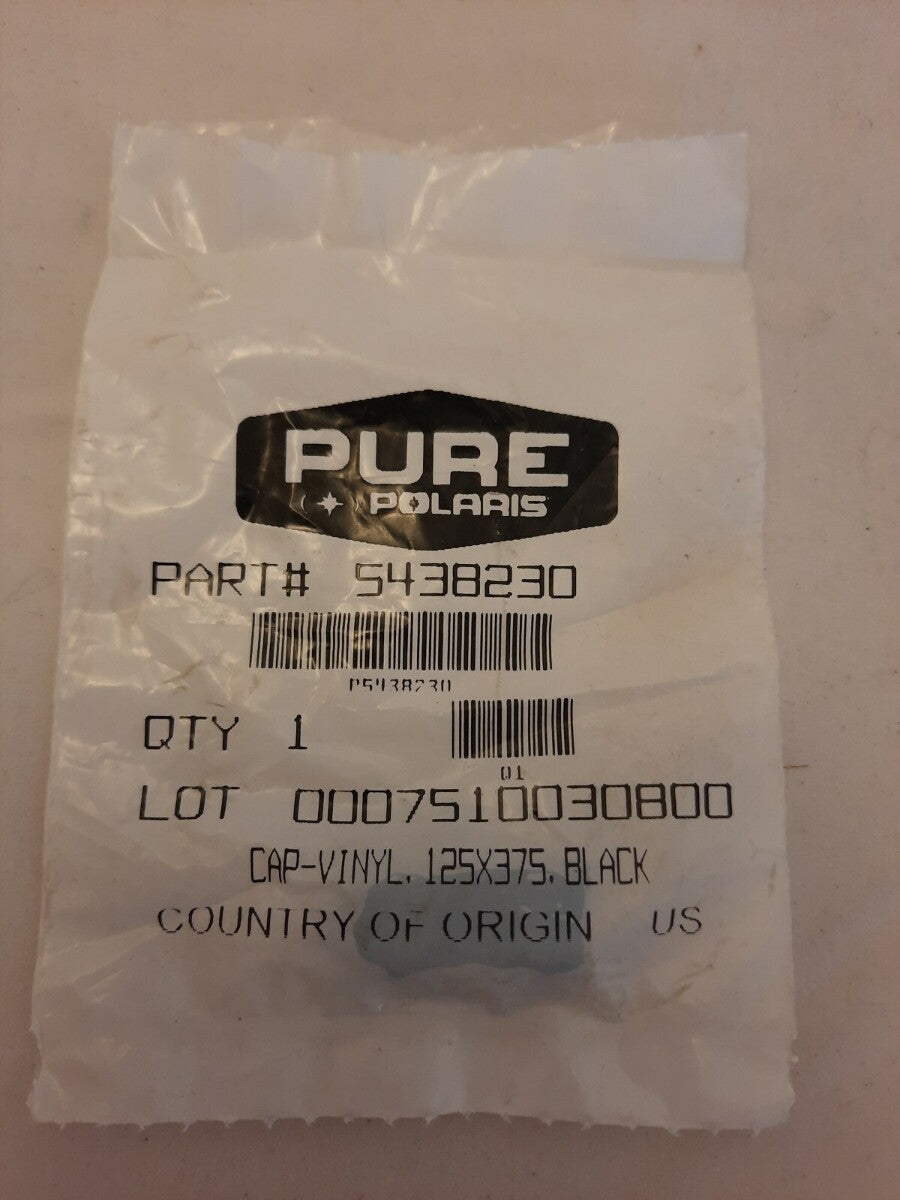 PURE
POLARIS
PART# 5438230
P5438230
QTY 1
01
LOT 0007510030800
CAP-VINYL, 125X375, BLACK
COUNTRY OF ORIGIN US